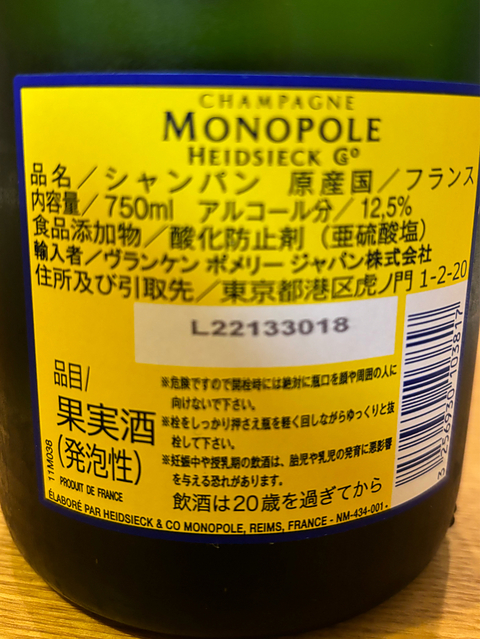 CHAMPAGNE
MONOPOLE
HEIDSIECK & Cº
品名/シャンパン 原産国/フランス
内容量/750ml アルコール分/12,5%
食品添加物/酸化防止剤(亜硫酸塩)
輸入者/ヴランケン ポメリー ジャパン株式会社
住所及び引取先/東京都港区虎ノ門 1-2-20
L22133018
品目/
果実酒
(発泡性)
※危険ですので開栓時には絶対に瓶口を顔や周囲の人に
向けないで下さい。
※栓をしっかり押さえ瓶を軽く回しながらゆっくりと抜
栓して下さい。
※妊娠中や授乳期の飲酒は、胎児や乳児の発育に悪影響
を与える恐れがあります。
飲酒は20歳を過ぎてから
11M03B
PRODUIT DE FRANCE
ÉLABORÉ PAR HEIDSIECK & CO MONOPOLE, REIMS, FRANCE - NM-434-001-
3 256930 103817